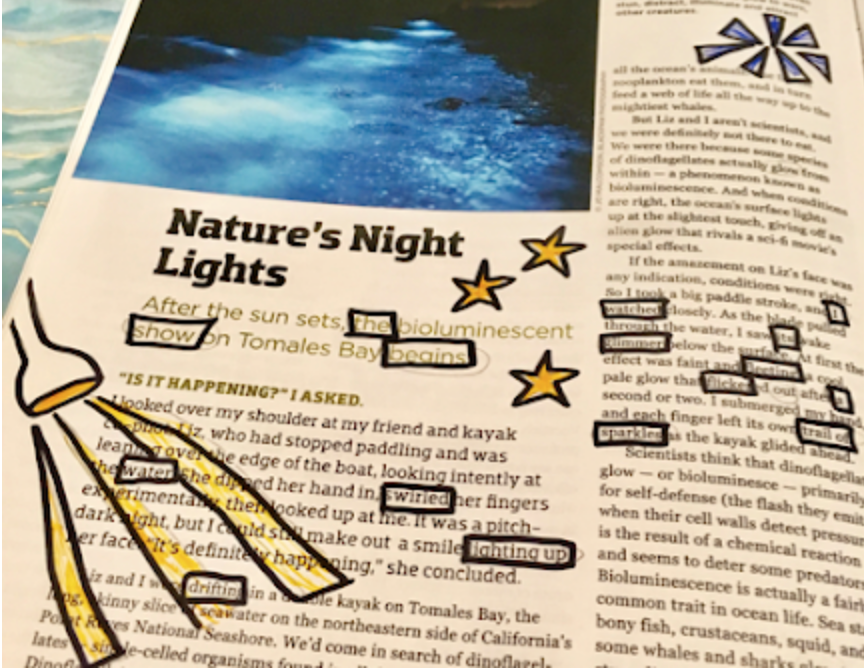 Nature's Night
Lights
After the sun sets, the bioluminescent
show on Tomales Bay begins.
"IS IT HAPPENING?" I ASKED.
I looked over my shoulder at my friend and kayak
Liz, who had stopped paddling and was
leaning over the edge of the boat, looking intently at
the water. She dipped her hand in, swirled her fingers
experimentally, then looked up at me. It was a pitch-
dark night, but I could still make out a smile lighting up
her face. "It's definitely happening," she concluded.
Liz and I were drifting in a double kayak on Tomales Bay, the
long, skinny slice of seawater on the northeastern side of California's
Point Reyes National Seashore. We'd come in search of dinoflagel-
lates single-celled organisms found
stun, distract, illuminate and attract
other creatures.
all the ocean's animals
zooplankton eat them, and in turn
feed a web of life all the way up to the
mightiest whales.
But Liz and I aren't scientists, and
we were definitely not there to eat.
We were there because some species
of dinoflagellates actually glow from
within — a phenomenon known as
bioluminescence. And when conditions
are right, the ocean's surface lights
up at the slightest touch, giving off an
alien glow that rivals a sci-fi movie's
special effects.
If the amazement on Liz's face was
any indication, conditions were right.
So I took a big paddle stroke, and I
watched closely. As the blade pulled
through the water, I saw its wake
glimmer below the surface. At first the
effect was faint and fleeting a cool,
pale glow that flickered out after a
second or two. I submerged my hand,
and each finger left its own trail of
sparkles as the kayak glided ahead.
Scientists think that dinoflagella
glow — or bioluminesce — primarily
for self-defense (the flash they emit
when their cell walls detect pressure
is the result of a chemical reaction
and seems to deter some predators
Bioluminescence is actually a fair
common trait in ocean life. Sea
bony fish, crustaceans, squid, an
some whales and sharks